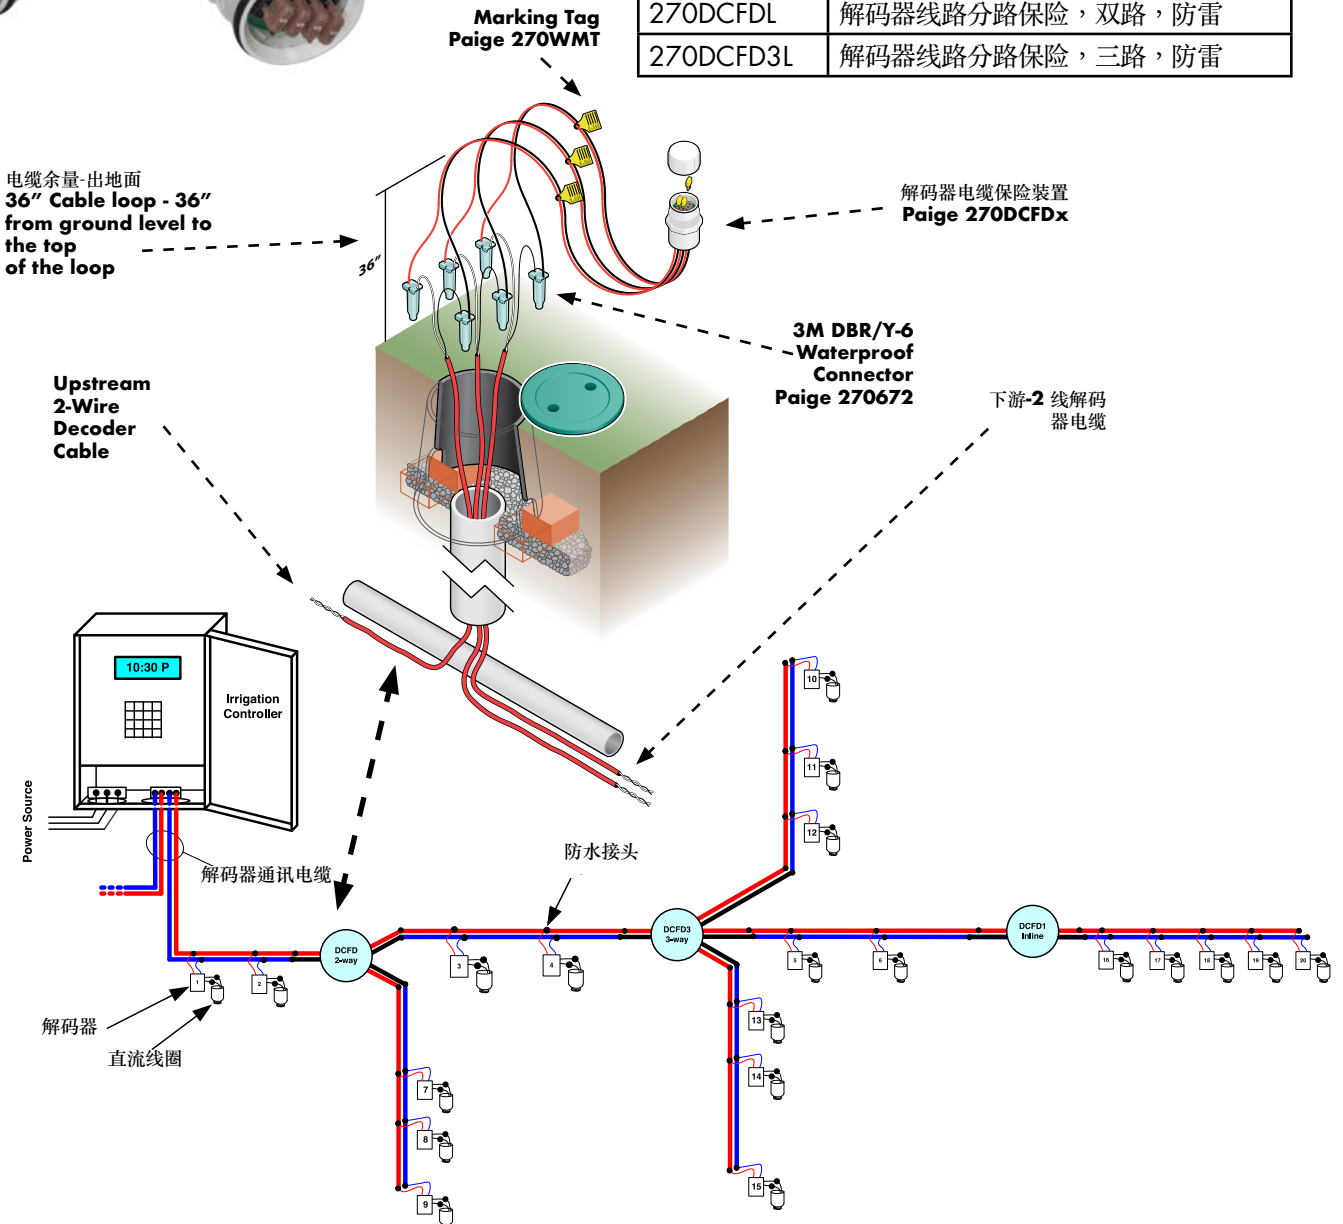 Marking Tag
Paige 270WMT
270DCFDL 解码器线路分路保险，双路，防雷
270DCFD3L 解码器线路分路保险，三路，防雷
电缆余量-出地面
36" Cable loop - 36"
from ground level to
the top
of the loop
36"
解码器电缆保险装置
Paige 270DCFDx
3M DBR/Y-6
Waterproof
Connector
Paige 270672
Upstream
2-Wire
Decoder
Cable
下游-2 线解码
器电缆
10:30 P
Irrigation
Controller
Power Source
解码器通讯电缆
防水接头
DCFD
2-way
DCFD3
3-way
DCFD1
Inline
解码器
直流线圈
1
2
3
4
5
6
7
8
9
10
11
12
13
14
15
16
17
18
19
20